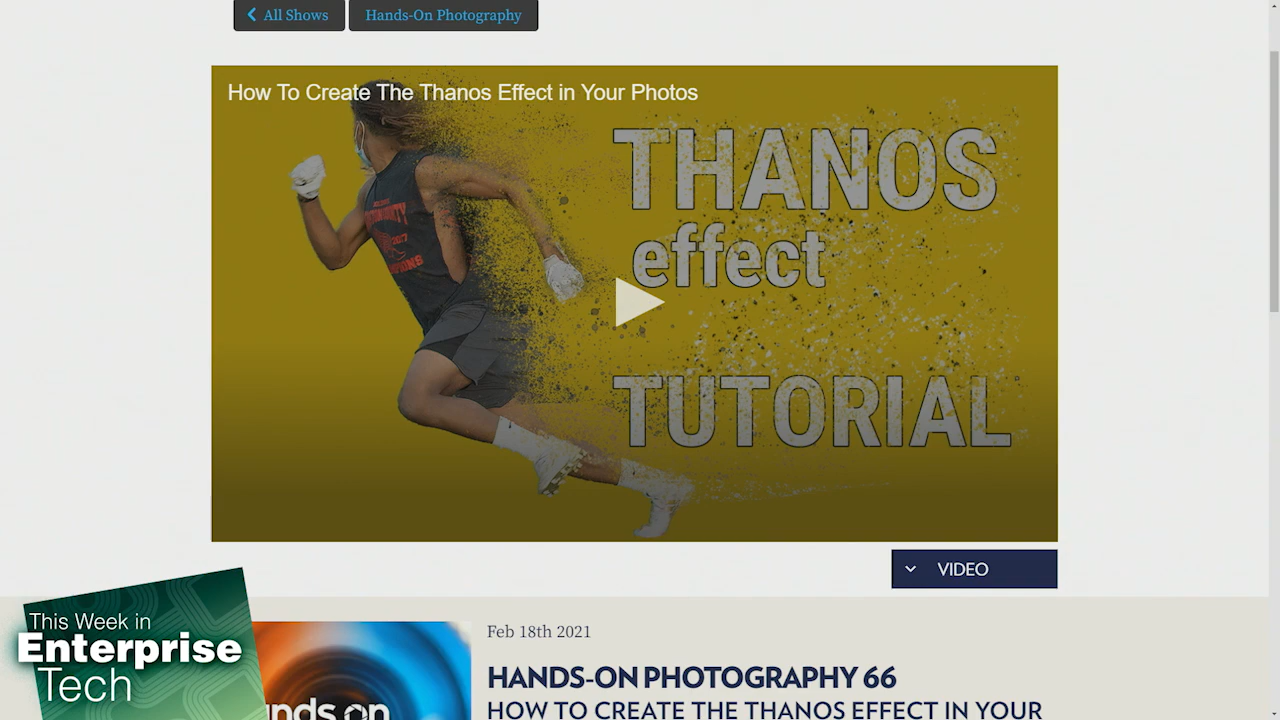 All Shows
Hands-On Photography
How To Create The Thanos Effect in Your Photos
THANOS
effect
TUTORIAL
VIDEO
This Week in
Enterprise
Tech
Feb 18th 2021
HANDS-ON PHOTOGRAPHY 66
HOW TO CREATE THE THANOS EFFECT IN YOUR